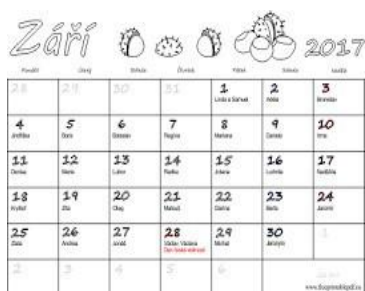 Září 2017
Pondělí Úterý Středa Čtvrtek Pátek Sobota Neděle
28 29 30 31 1 2 3
Linda a Samuel Adéla Bronislav
4 5 6 7 8 9 10
Jindřiška Boris Boleslav Regína Mariana Daniela Irma
11 12 13 14 15 16 17
Denisa Marie Lubor Radka Jolana Ludmila Naděžda
18 19 20 21 22 23 24
Kryštof Zita Oleg Matouš Darina Berta Jaromír
25 26 27 28 29 30 1
Zlata Andrea Jonáš Václav Michal Jeroným
Den české státnosti
2 3 4 5 6
www.theprintablepdf.eu